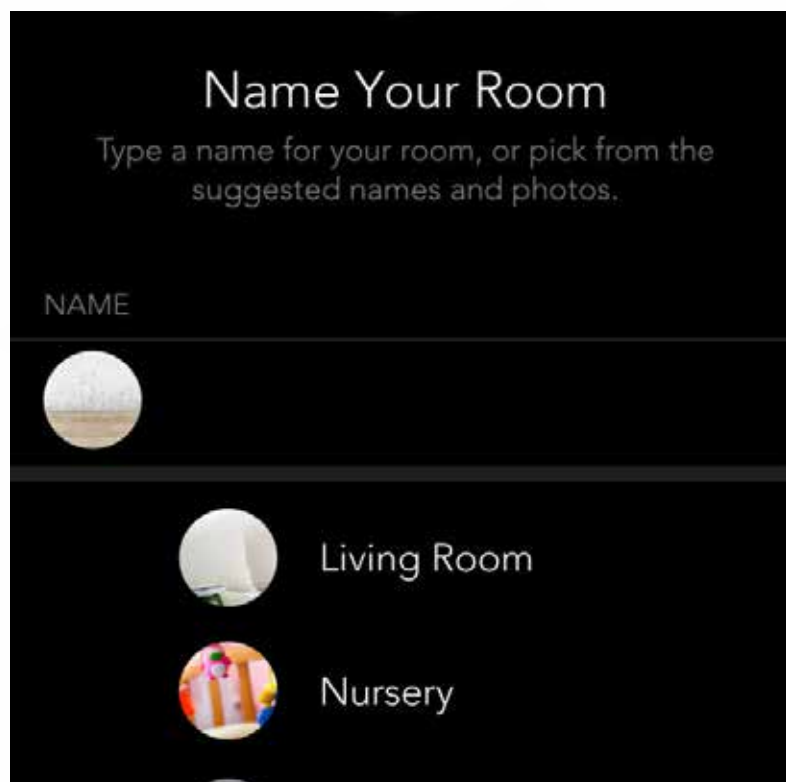 Name Your Room
Type a name for your room, or pick from the
suggested names and photos.
NAME
Living Room
Nursery